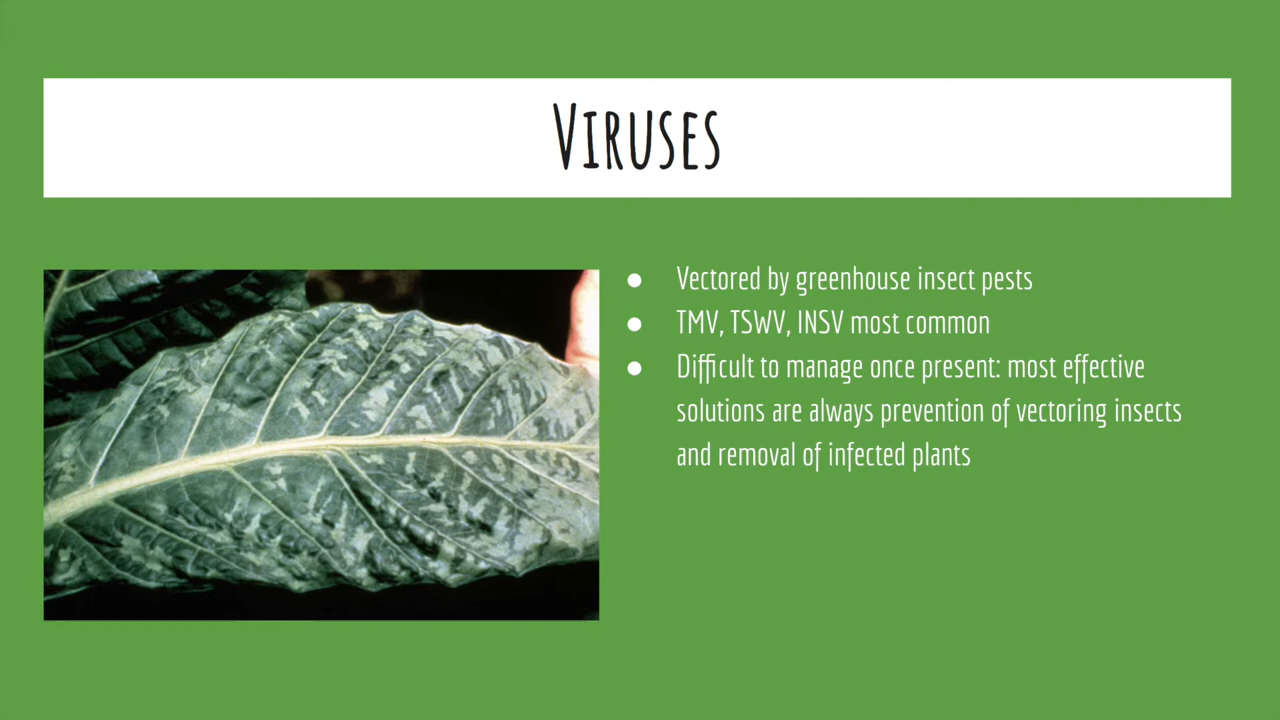 Viruses
● Vectored by greenhouse insect pests
● TMV, TSWV, INSV most common
● Difficult to manage once present: most effective
solutions are always prevention of vectoring insects
and removal of infected plants